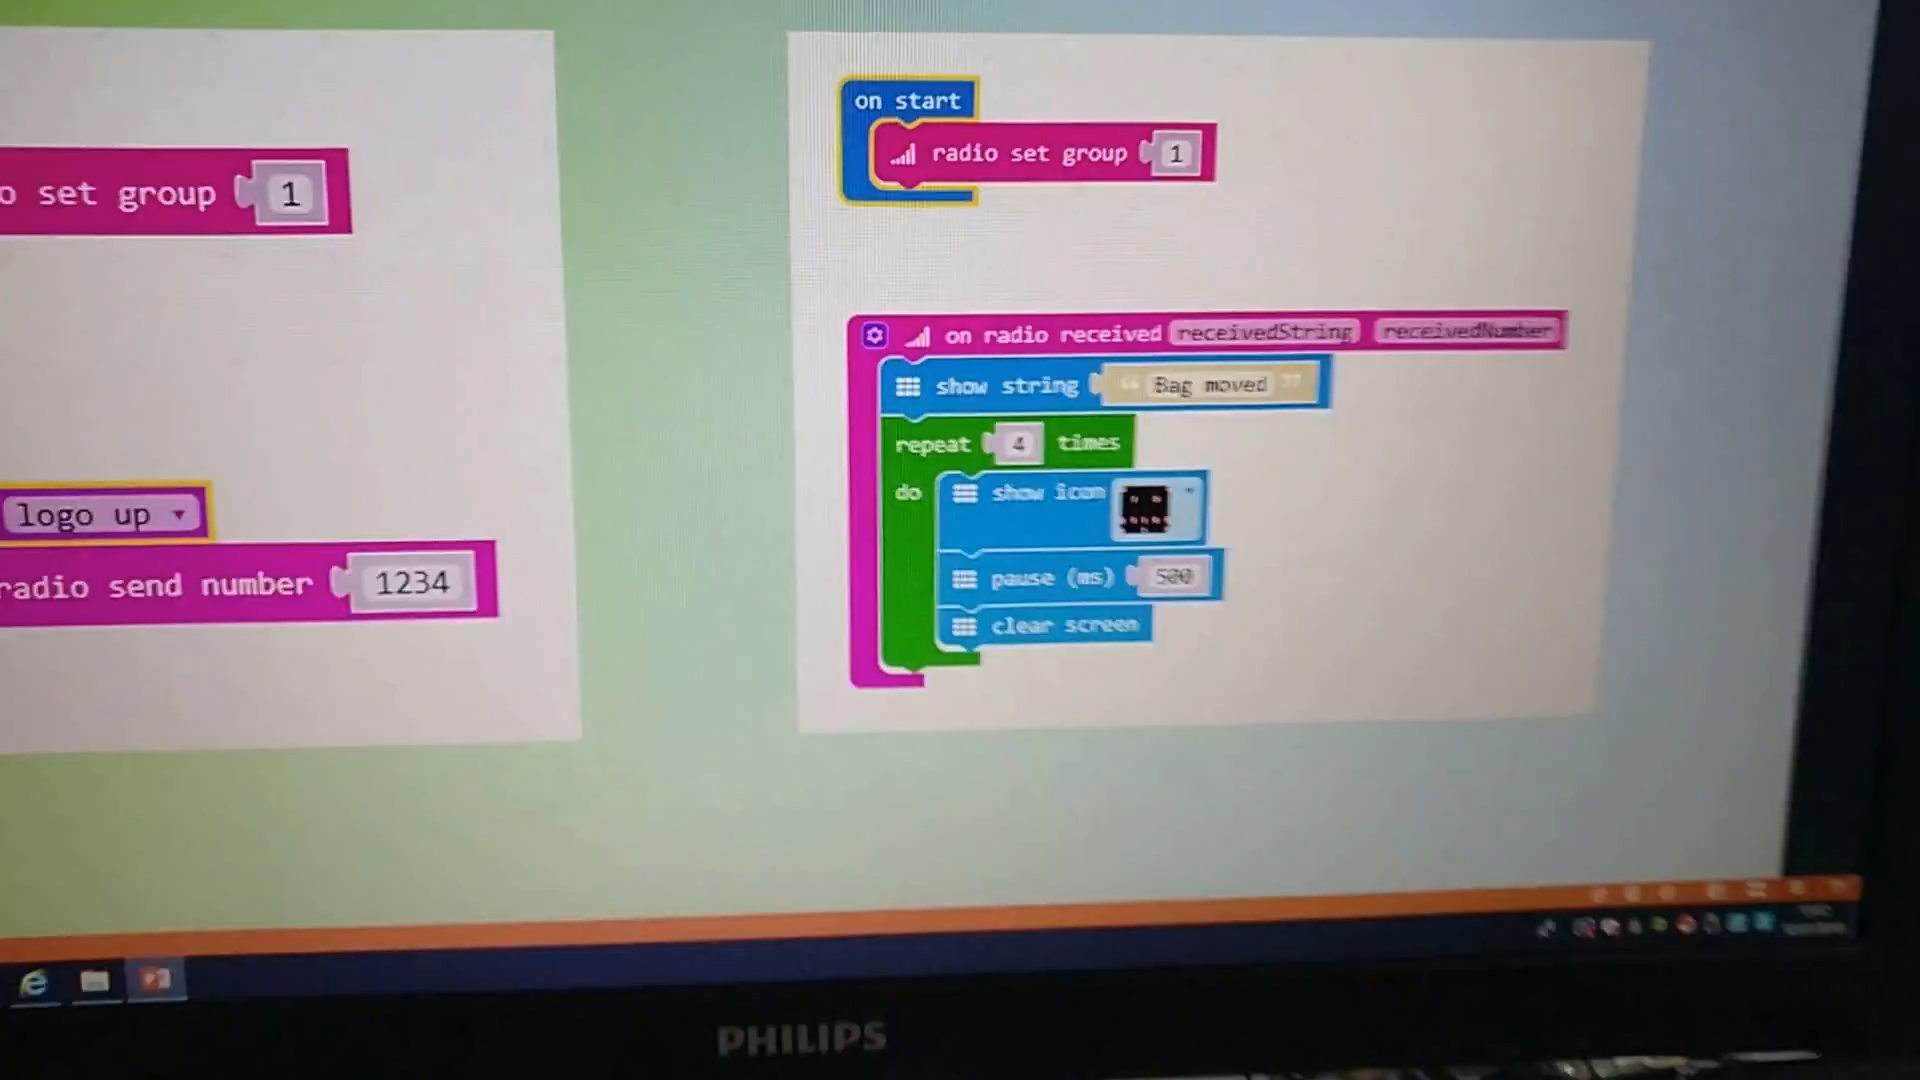 o set group 1
logo up
radio send number 1234
on start
radio set group 1
on radio received receivedString receivedNumber
show string " Bag moved "
repeat 4 times
do show icon
pause (ms) 500
clear screen
PHILIPS